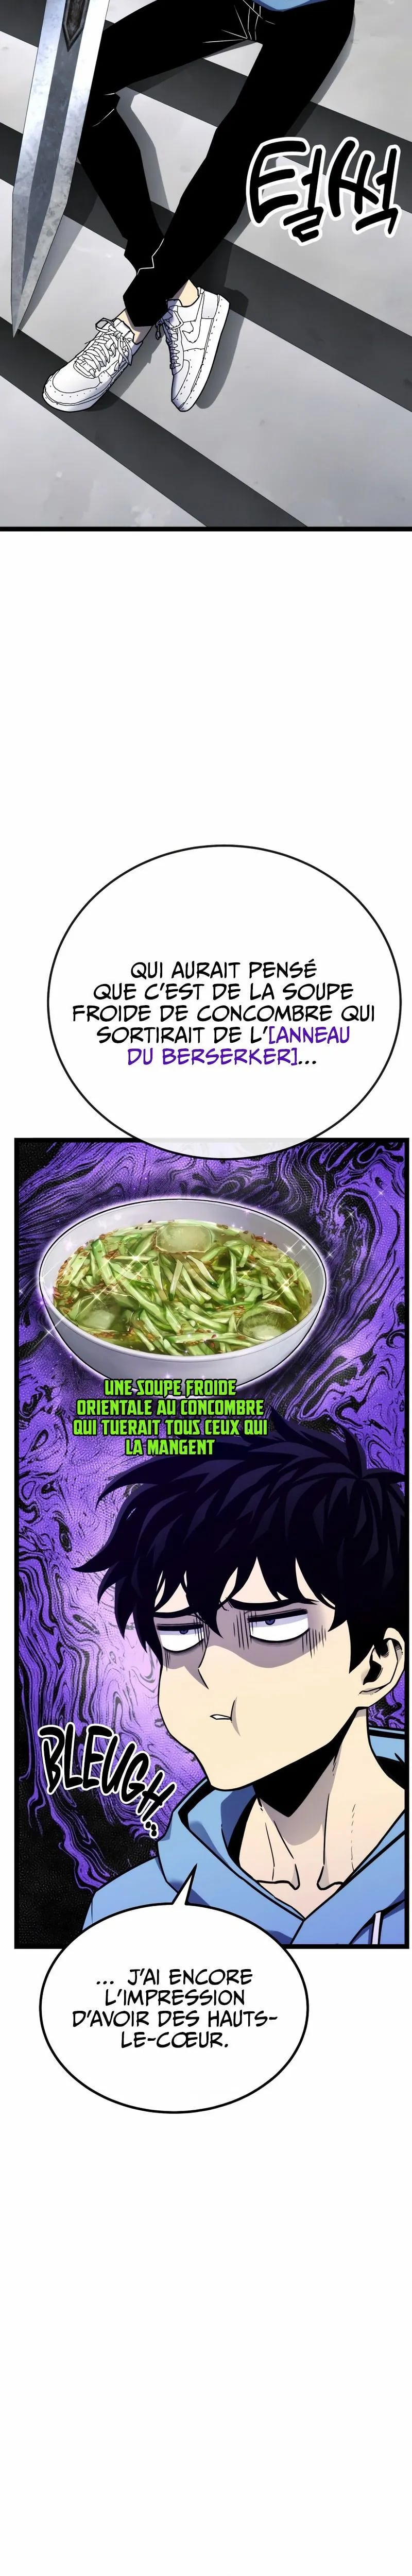 털썩
QUI AURAIT PENSÉ
QUE C'EST DE LA SOUPE
FROIDE DE CONCOMBRE QUI
SORTIRAIT DE L'[ANNEAU
DU BERSERKER]...
UNE SOUPE FROIDE
ORIENTALE AU CONCOMBRE
QUI TUERAIT TOUS CEUX QUI
LA MANGENT
BLEUGH...
... J'AI ENCORE
L'IMPRESSION
D'AVOIR DES HAUTS-
LE-CŒUR.